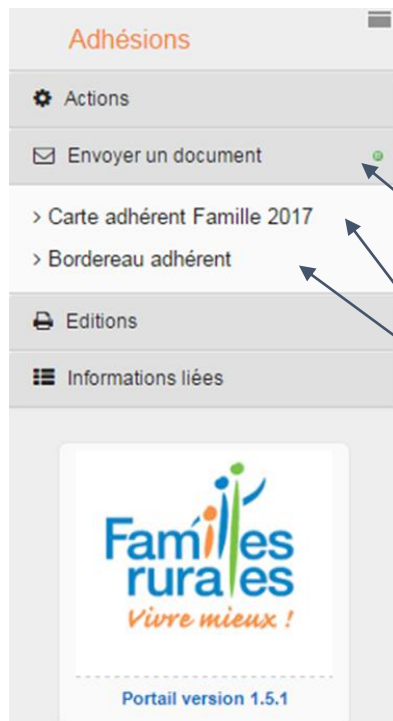 Adhésions
Actions
Envoyer un document
> Carte adhérent Famille 2017
> Bordereau adhérent
Editions
Informations liées
Familles
rurales
Vivre mieux !
Portail version 1.5.1